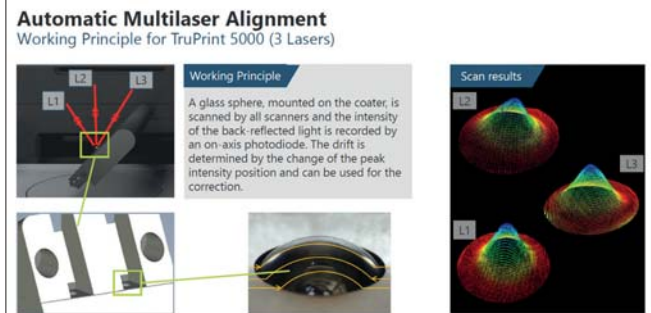 Automatic Multilaser Alignment
Working Principle for TruPrint 5000 (3 Lasers)
L2
L1
L3
Working Principle
A glass sphere, mounted on the coater, is
scanned by all scanners and the intensity
of the back-reflected light is recorded by
an on-axis photodiode. The drift is
determined by the change of the peak
intensity position and can be used for the
correction.
Scan results
L2
L3
L1